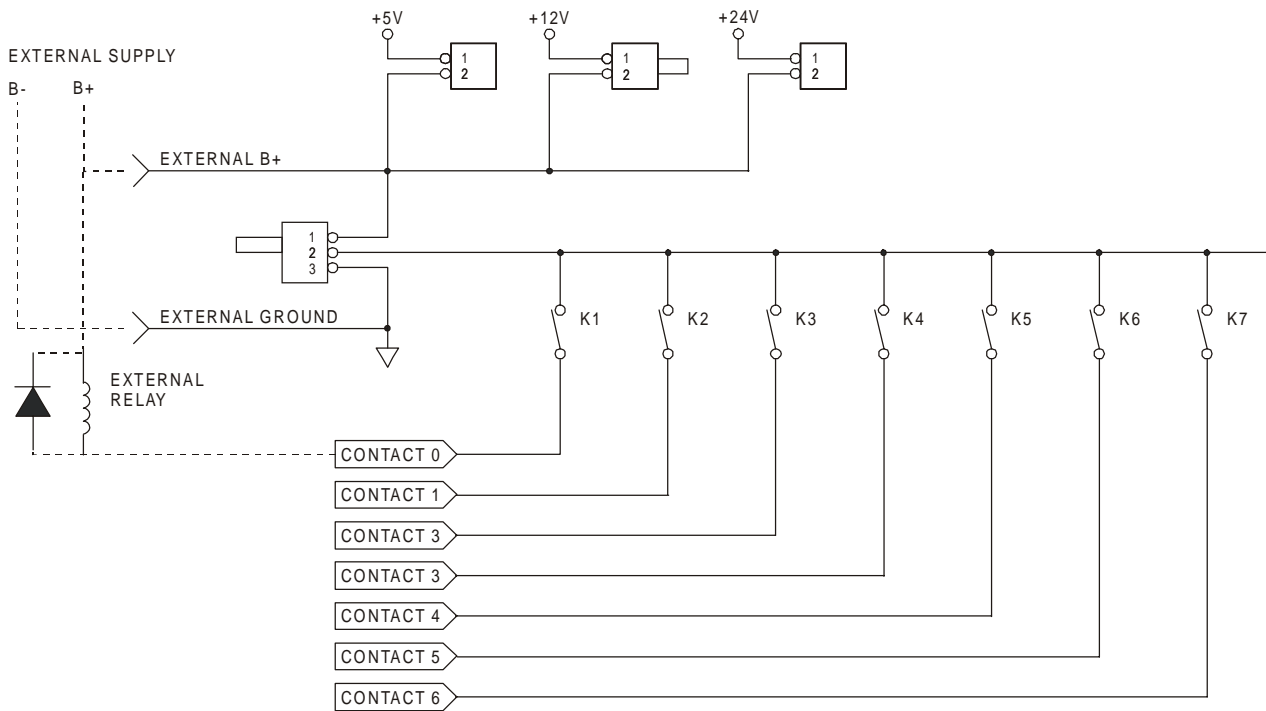 +5V
+12V
+24V
EXTERNAL SUPPLY
B-
B+
1
2
1
2
1
2
EXTERNAL B+
1
2
3
EXTERNAL GROUND
K1
K2
K3
K4
K5
K6
K7
EXTERNAL
RELAY
CONTACT 0
CONTACT 1
CONTACT 3
CONTACT 3
CONTACT 4
CONTACT 5
CONTACT 6